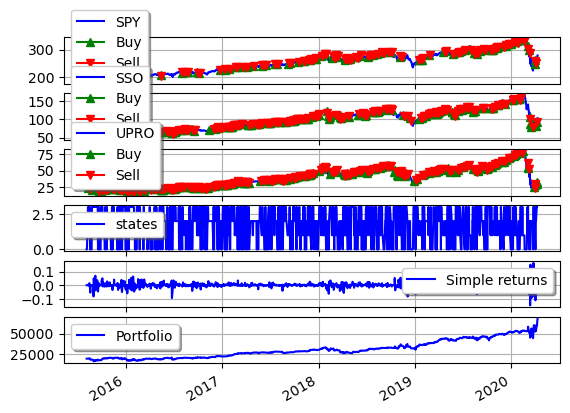 SPY
Buy
Sell
300
200
SSO
Buy
Sell
150
100
50
UPRO
Buy
Sell
75
50
25
2.5
0.0
states
0.1
0.0
−0.1
Simple returns
50000
25000
Portfolio
2016 2017 2018 2019 2020